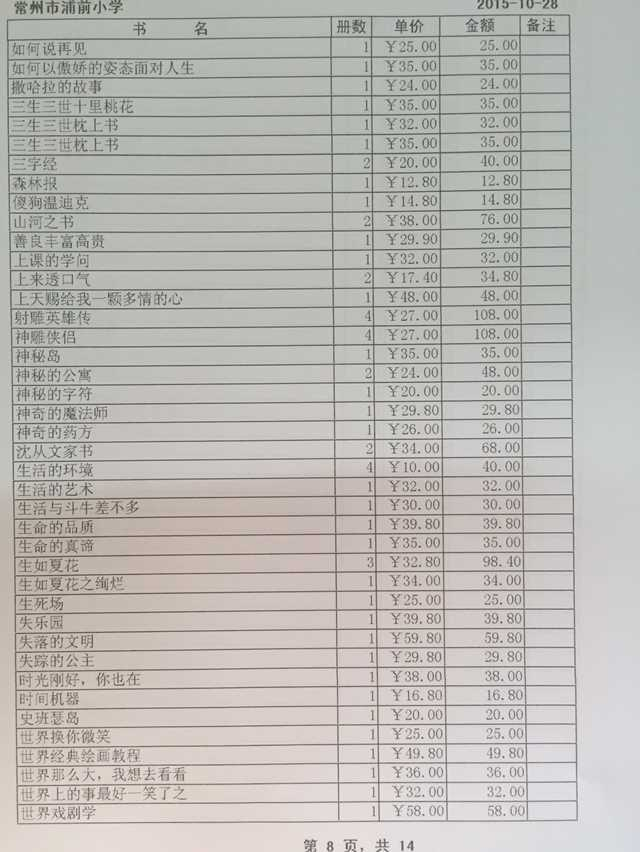 常州市浦前小学 2015-10-28
书 名 册数 单价 金额 备注
如何说再见 1 ￥25.00 25.00
如何以傲娇的姿态面对人生 1 ￥35.00 35.00
撒哈拉的故事 1 ￥24.00 24.00
三生三世十里桃花 1 ￥35.00 35.00
三生三世枕上书 1 ￥32.00 32.00
三生三世枕上书 1 ￥35.00 35.00
三字经 2 ￥20.00 40.00
森林报 1 ￥12.80 12.80
傻狗温迪克 1 ￥14.80 14.80
山河之书 2 ￥38.00 76.00
善良丰富高贵 1 ￥29.90 29.90
上课的学问 1 ￥32.00 32.00
上来透口气 2 ￥17.40 34.80
上天赐给我一颗多情的心 1 ￥48.00 48.00
射雕英雄传 4 ￥27.00 108.00
神雕侠侣 4 ￥27.00 108.00
神秘岛 1 ￥35.00 35.00
神秘的公寓 2 ￥24.00 48.00
神秘的字符 1 ￥20.00 20.00
神奇的魔法师 1 ￥29.80 29.80
神奇的药方 1 ￥26.00 26.00
沈从文家书 2 ￥34.00 68.00
生活的环境 4 ￥10.00 40.00
生活的艺术 1 ￥32.00 32.00
生活与斗牛差不多 1 ￥30.00 30.00
生命的品质 1 ￥39.80 39.80
生命的真谛 1 ￥35.00 35.00
生如夏花 3 ￥32.80 98.40
生如夏花之绚烂 1 ￥34.00 34.00
生死场 1 ￥25.00 25.00
失乐园 1 ￥39.80 39.80
失落的文明 1 ￥59.80 59.80
失踪的公主 1 ￥29.80 29.80
时光刚好，你也在 1 ￥38.00 38.00
时间机器 1 ￥16.80 16.80
史班瑟岛 1 ￥20.00 20.00
世界换你微笑 1 ￥25.00 25.00
世界经典绘画教程 1 ￥49.80 49.80
世界那么大，我想去看看 1 ￥36.00 36.00
世界上的事最好一笑了之 1 ￥32.00 32.00
世界戏剧学 1 ￥58.00 58.00
第 8 页，共 14